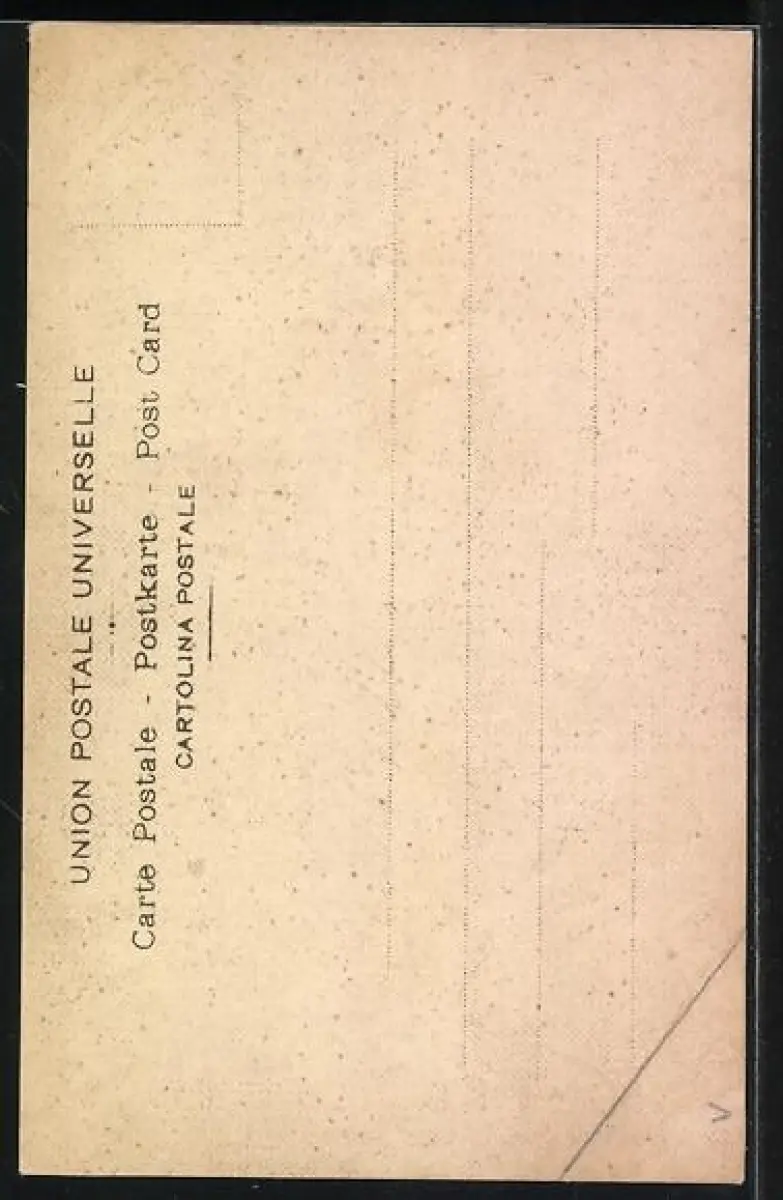 UNION POSTALE UNIVERSELLE
Carte Postale - Postkarte - Post Card
CARTOLINA POSTALE
V